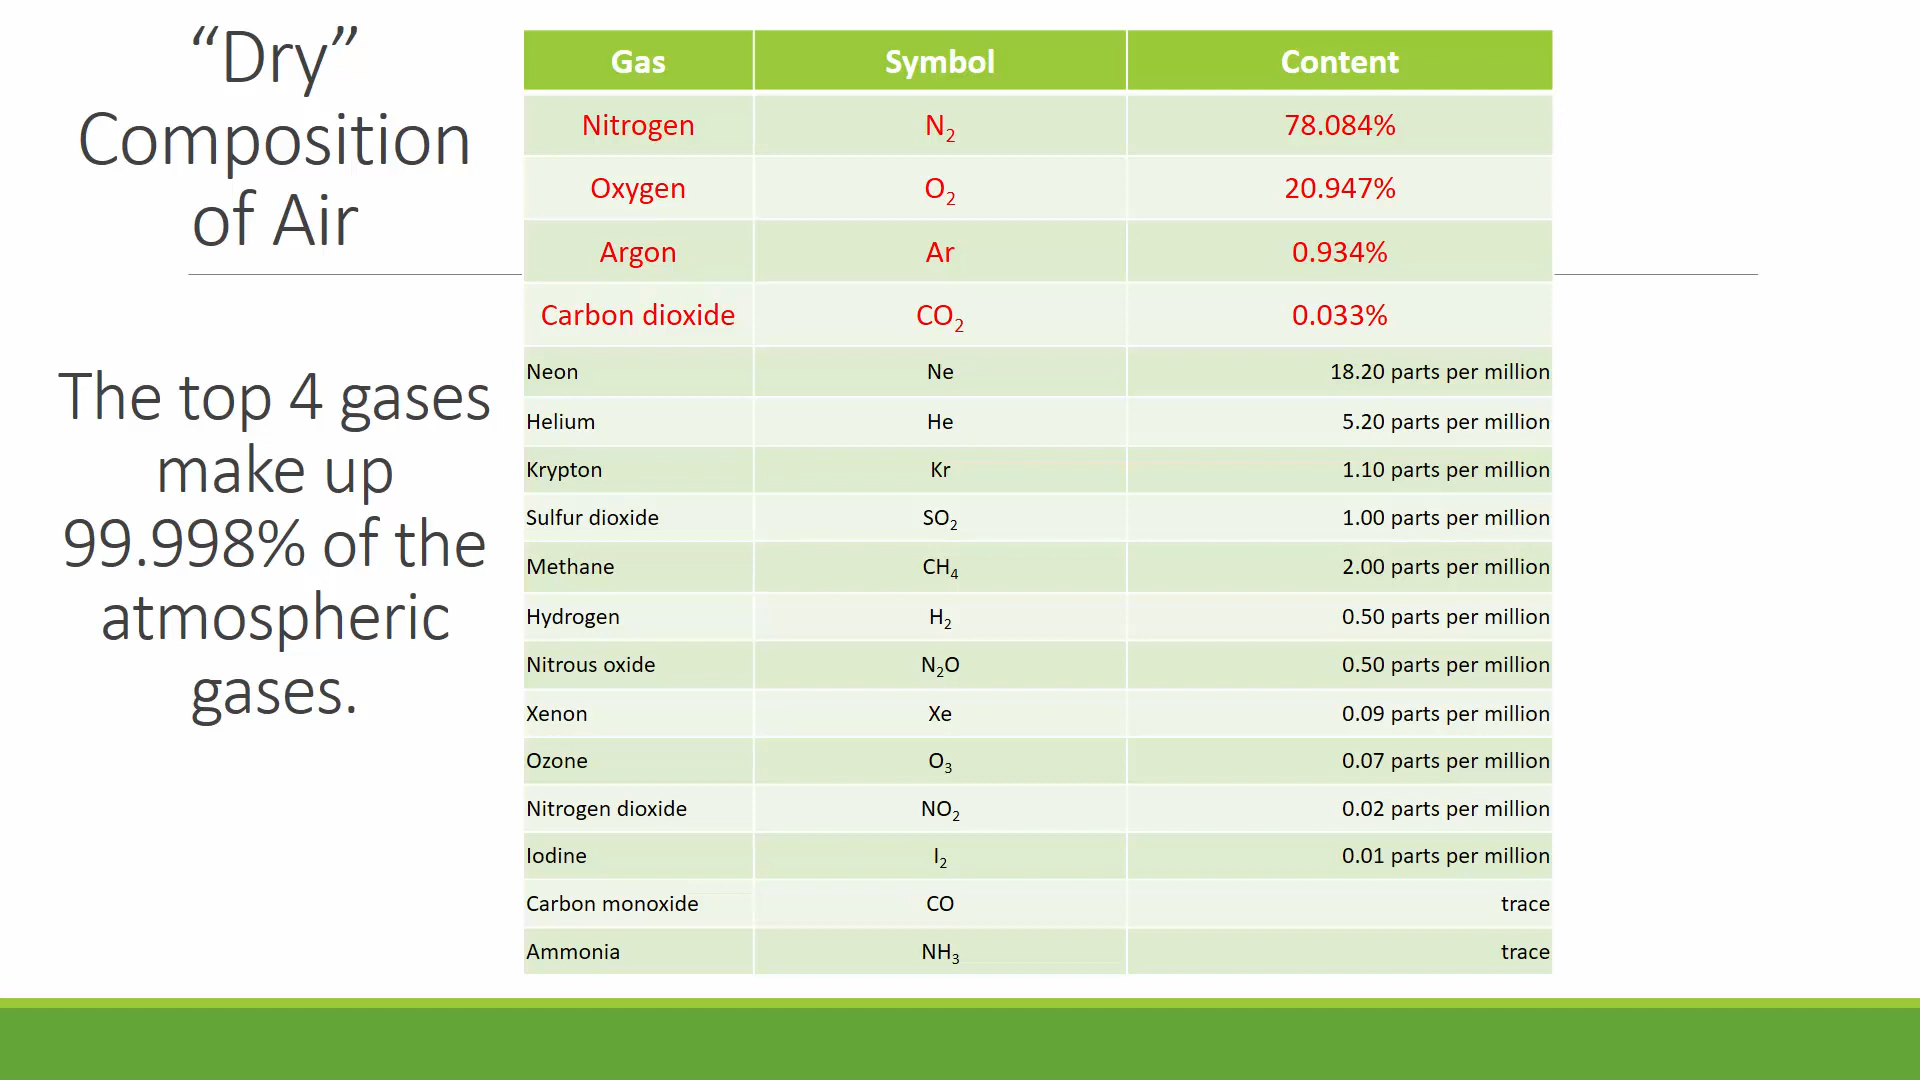 “Dry”
Composition
of Air
The top 4 gases
make up
99.998% of the
atmospheric
gases.
Gas Symbol Content
Nitrogen N₂ 78.084%
Oxygen O₂ 20.947%
Argon Ar 0.934%
Carbon dioxide CO₂ 0.033%
Neon Ne 18.20 parts per million
Helium He 5.20 parts per million
Krypton Kr 1.10 parts per million
Sulfur dioxide SO₂ 1.00 parts per million
Methane CH₄ 2.00 parts per million
Hydrogen H₂ 0.50 parts per million
Nitrous oxide N₂O 0.50 parts per million
Xenon Xe 0.09 parts per million
Ozone O₃ 0.07 parts per million
Nitrogen dioxide NO₂ 0.02 parts per million
Iodine I₂ 0.01 parts per million
Carbon monoxide CO trace
Ammonia NH₃ trace